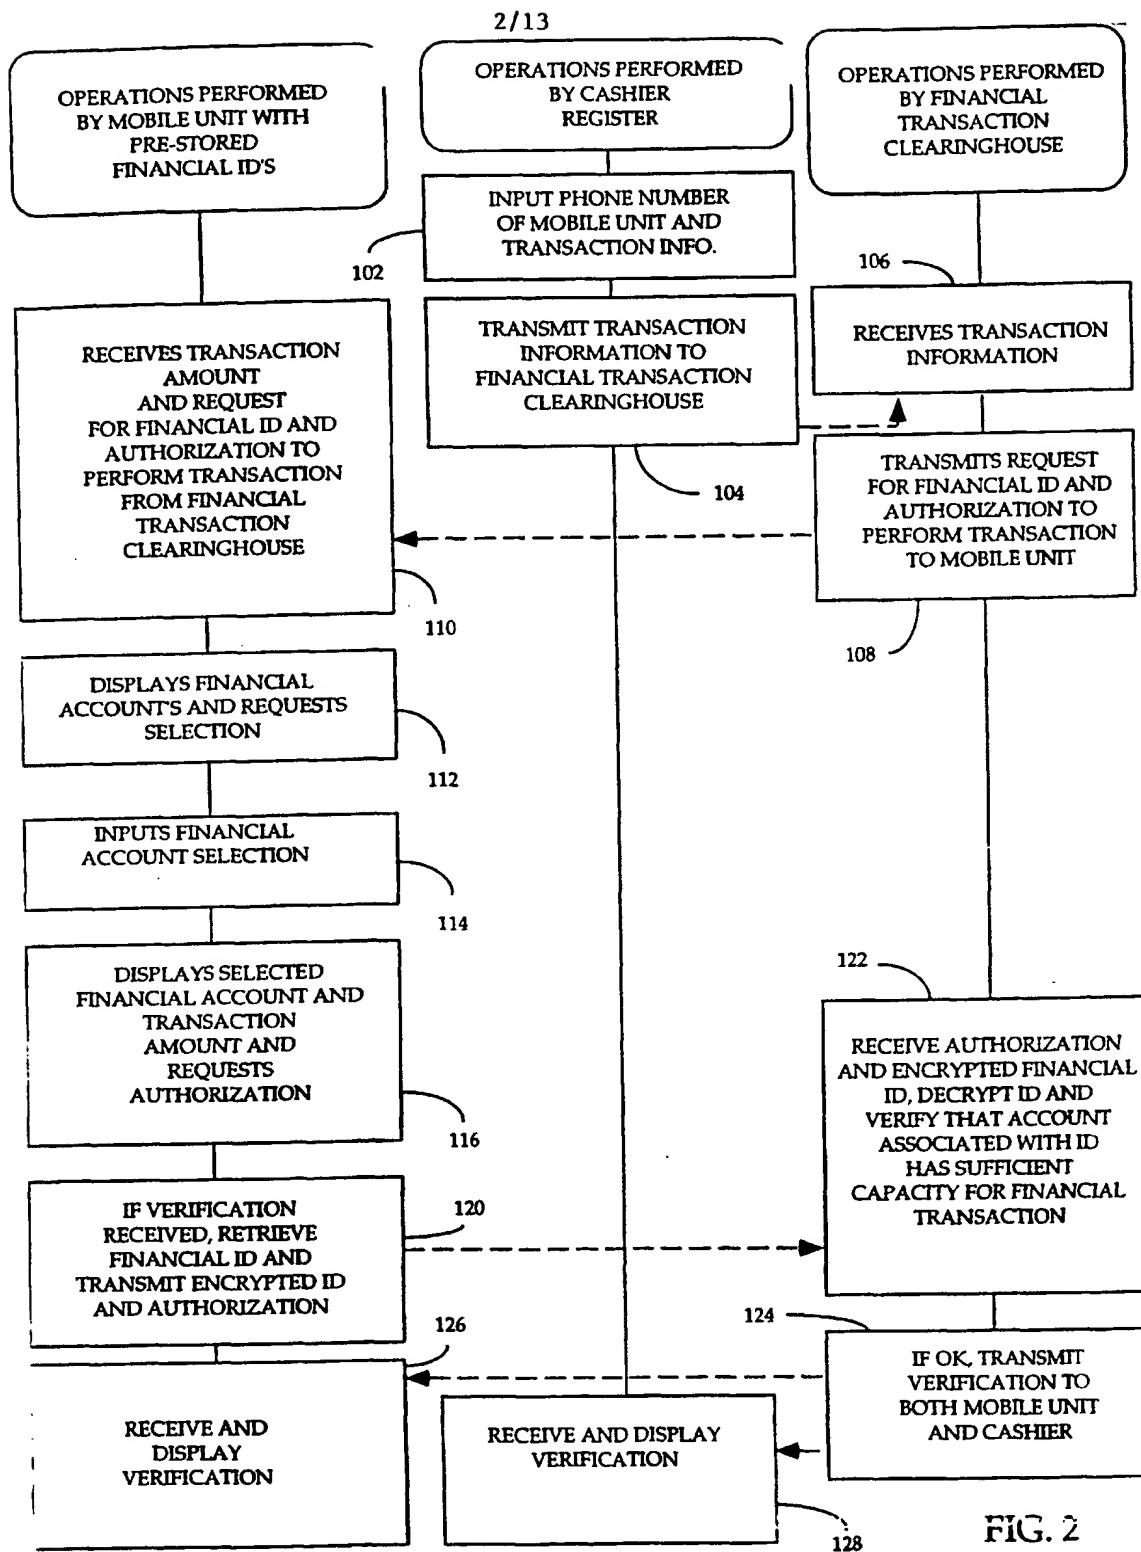 2/13
OPERATIONS PERFORMED
BY MOBILE UNIT WITH
PRE-STORED
FINANCIAL ID'S
OPERATIONS PERFORMED
BY CASHIER
REGISTER
OPERATIONS PERFORMED
BY FINANCIAL
TRANSACTION
CLEARINGHOUSE
INPUT PHONE NUMBER
OF MOBILE UNIT AND
TRANSACTION INFO.
102
TRANSMIT TRANSACTION
INFORMATION TO
FINANCIAL TRANSACTION
CLEARINGHOUSE
104
106
RECEIVES TRANSACTION
INFORMATION
TRANSMITS REQUEST
FOR FINANCIAL ID AND
AUTHORIZATION TO
PERFORM TRANSACTION
TO MOBILE UNIT
108
RECEIVES TRANSACTION
AMOUNT
AND REQUEST
FOR FINANCIAL ID AND
AUTHORIZATION TO
PERFORM TRANSACTION
FROM FINANCIAL
TRANSACTION
CLEARINGHOUSE
110
DISPLAYS FINANCIAL
ACCOUNT'S AND REQUESTS
SELECTION
112
INPUTS FINANCIAL
ACCOUNT SELECTION
114
DISPLAYS SELECTED
FINANCIAL ACCOUNT AND
TRANSACTION
AMOUNT AND
REQUESTS
AUTHORIZATION
116
IF VERIFICATION
RECEIVED, RETRIEVE
FINANCIAL ID AND
TRANSMIT ENCRYPTED ID
AND AUTHORIZATION
120
122
RECEIVE AUTHORIZATION
AND ENCRYPTED FINANCIAL
ID, DECRYPT ID AND
VERIFY THAT ACCOUNT
ASSOCIATED WITH ID
HAS SUFFICIENT
CAPACITY FOR FINANCIAL
TRANSACTION
124
IF OK, TRANSMIT
VERIFICATION TO
BOTH MOBILE UNIT
AND CASHIER
126
RECEIVE AND
DISPLAY
VERIFICATION
RECEIVE AND DISPLAY
VERIFICATION
128
FIG. 2